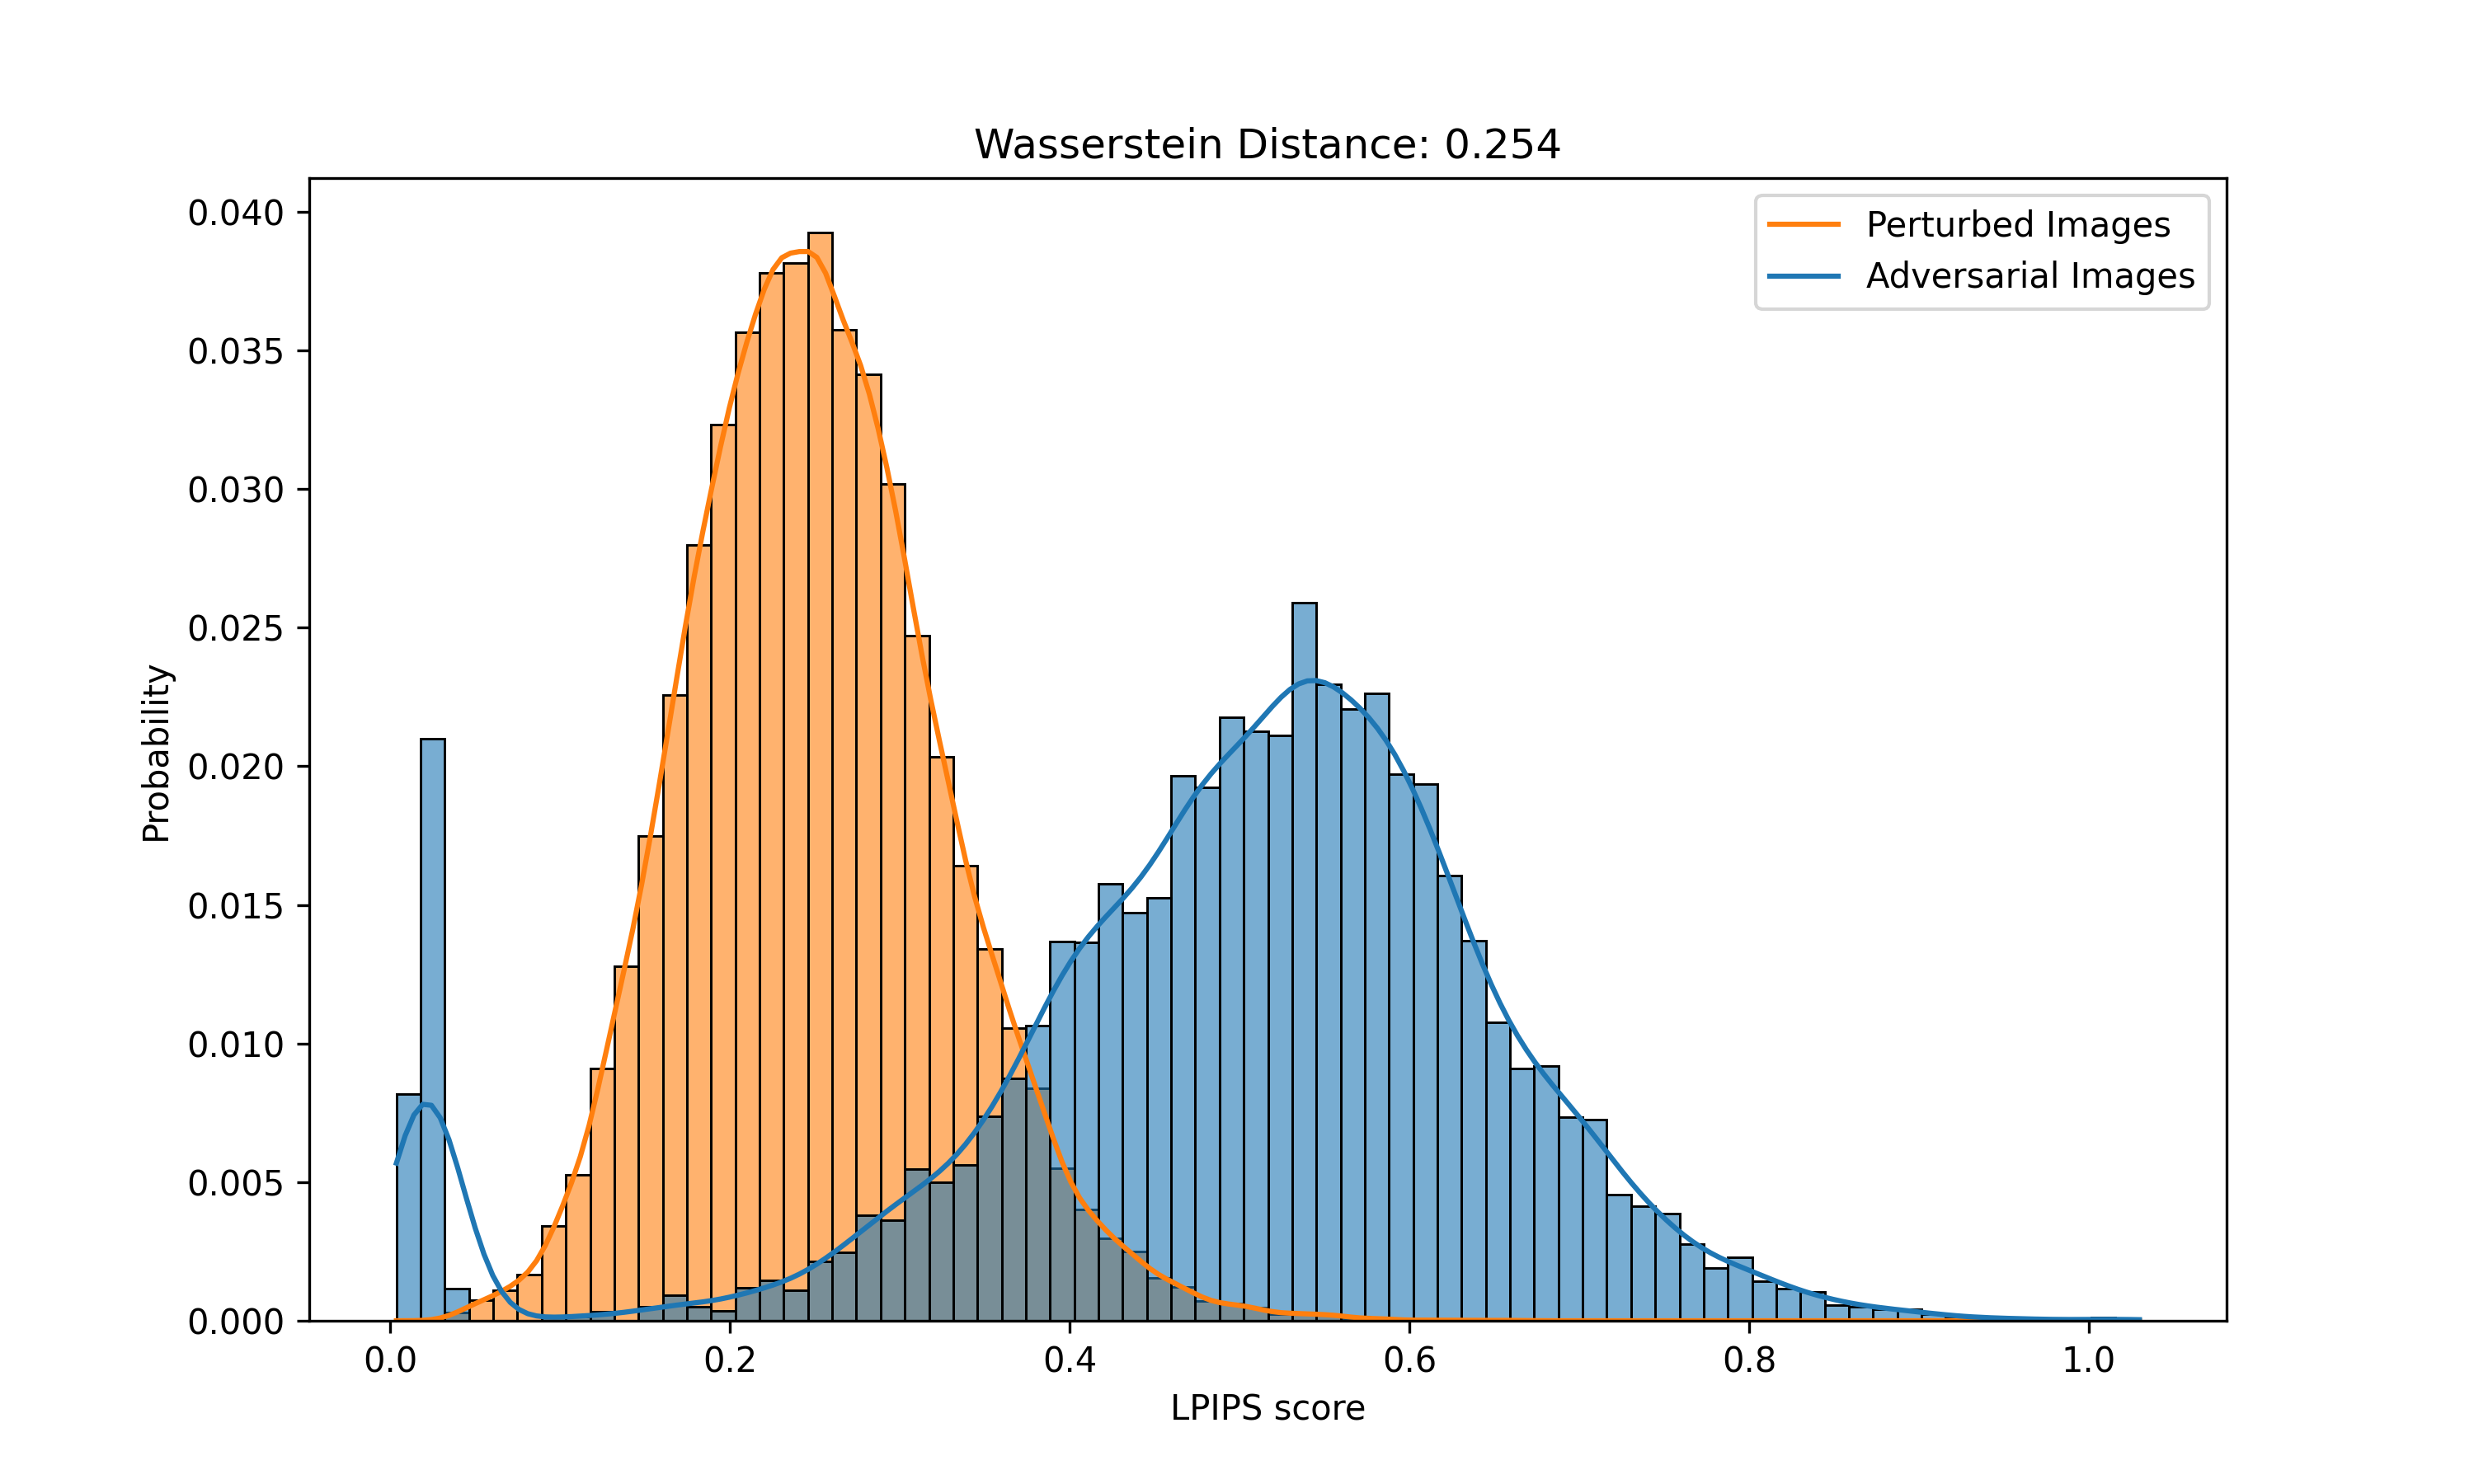 Wasserstein Distance: 0.254
Perturbed Images
Adversarial Images
0.040
0.035
0.030
0.025
0.020
0.015
0.010
0.005
0.000
Probability
0.0 0.2 0.4 0.6 0.8 1.0
LPIPS score